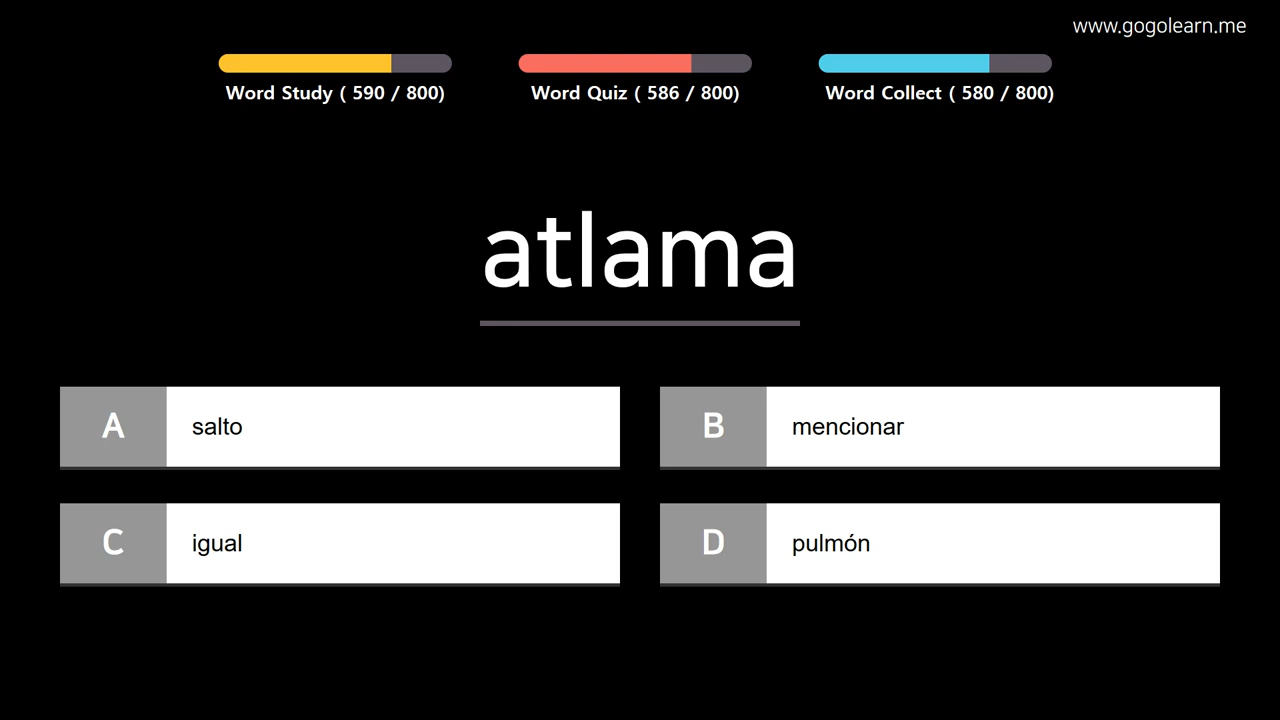 www.gogolearn.me
Word Study ( 590 / 800)
Word Quiz ( 586 / 800)
Word Collect ( 580 / 800)
atlama
A salto
B mencionar
C igual
D pulmón